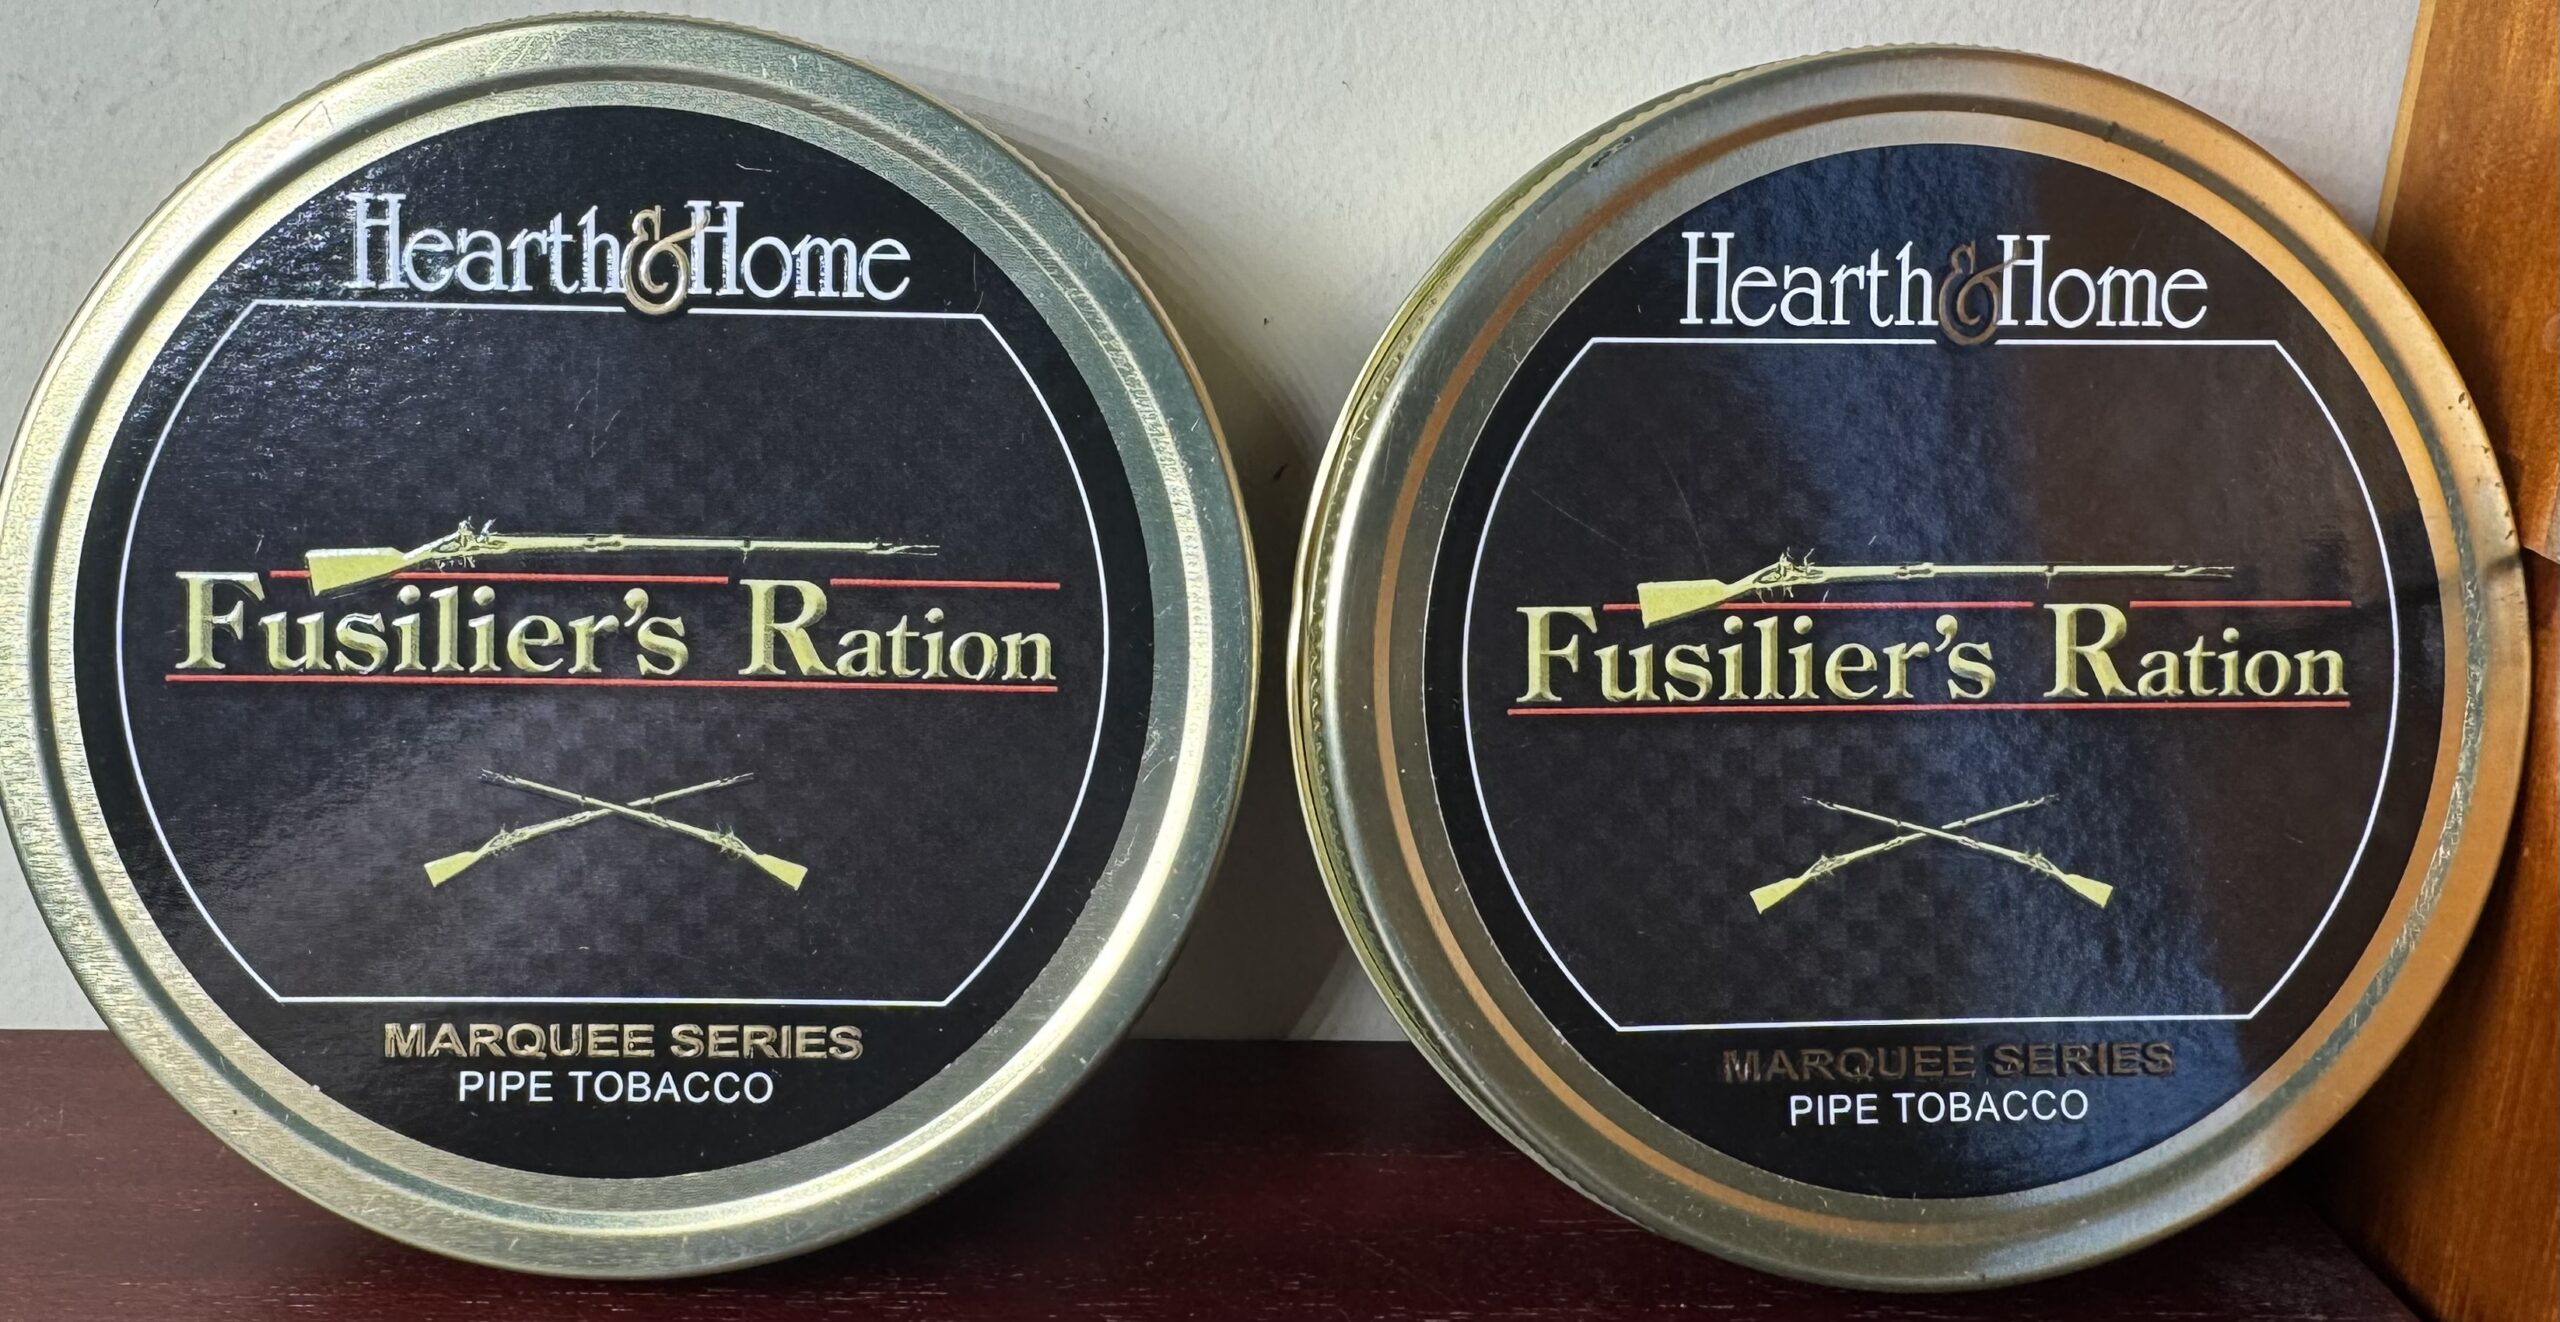 Hearth & Home
Fusilier's Ration
MARQUEE SERIES
PIPE TOBACCO
Hearth & Home
Fusilier's Ration
MARQUEE SERIES
PIPE TOBACCO